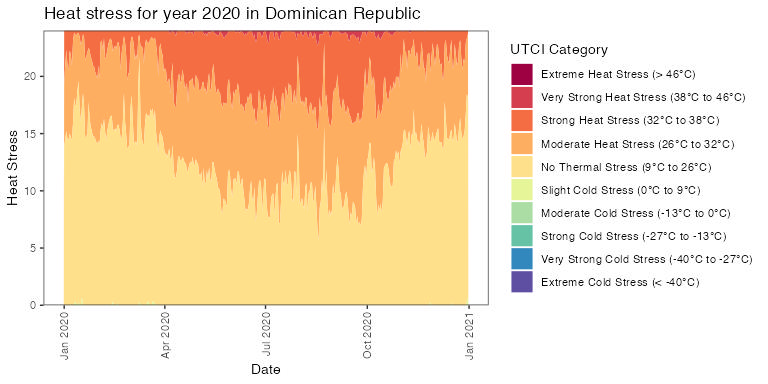 Heat stress for year 2020 in Dominican Republic
UTCI Category
Extreme Heat Stress (> 46°C)
Very Strong Heat Stress (38°C to 46°C)
Strong Heat Stress (32°C to 38°C)
Moderate Heat Stress (26°C to 32°C)
No Thermal Stress (9°C to 26°C)
Slight Cold Stress (0°C to 9°C)
Moderate Cold Stress (-13°C to 0°C)
Strong Cold Stress (-27°C to -13°C)
Very Strong Cold Stress (-40°C to -27°C)
Extreme Cold Stress (< -40°C)
Heat Stress
20
15
10
5
0
Jan 2020
Apr 2020
Jul 2020
Oct 2020
Jan 2021
Date